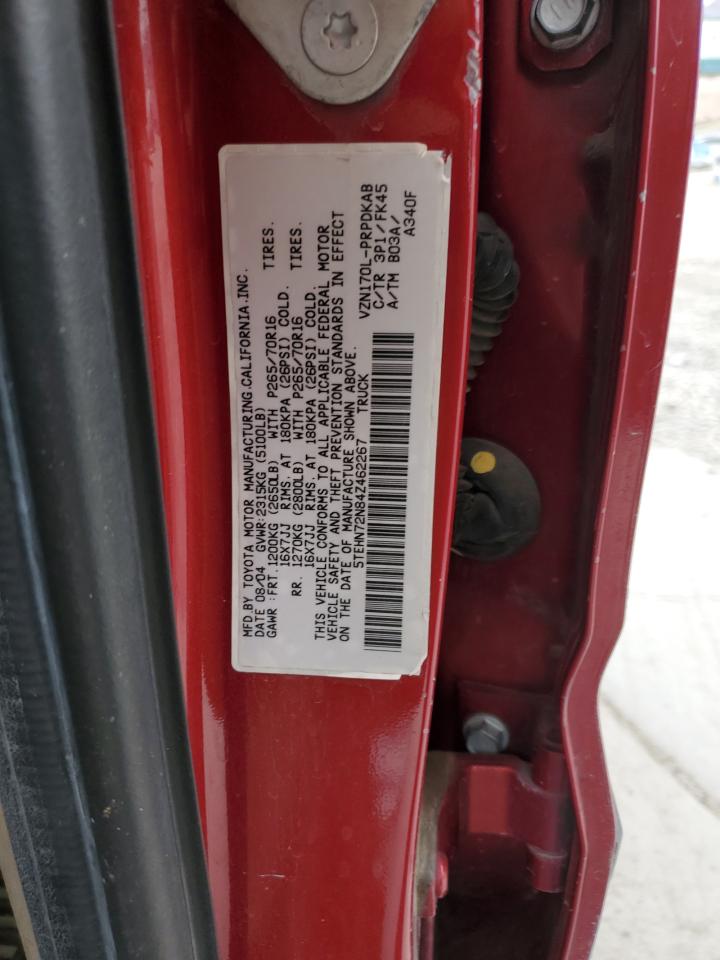 MFD.BY TOYOTA MOTOR MANUFACTURING.CALIFORNIA.INC.
DATE 08/04 GVWR:2315KG (5100LB)
GAWR :FRT.1200KG (2650LB) WITH P265/70R16 TIRES.
16X7JJ RIMS. AT 180KPA (26PSI) COLD.
RR. 1270KG (2800LB) WITH P265/70R16 TIRES.
16X7JJ RIMS. AT 180KPA (26PSI) COLD.
THIS VEHICLE CONFORMS TO ALL APPLICABLE FEDERAL MOTOR
VEHICLE SAFETY AND THEFT PREVENTION STANDARDS IN EFFECT
ON THE DATE OF MANUFACTURE SHOWN ABOVE.
5TEHN72N84Z462267 TRUCK
VZN170L-PRPDKAB
C/TR 3P1/FK45
A/TM B03A/
A340F